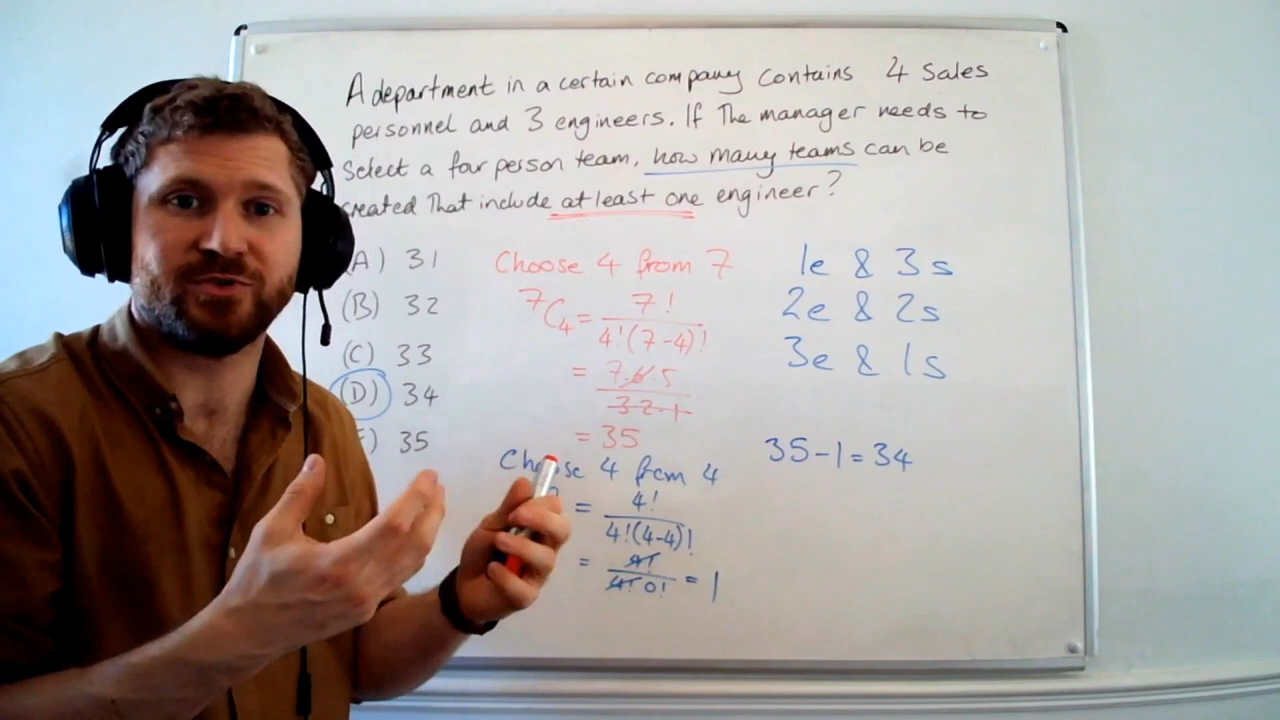 A department in a certain company contains 4 Sales
personnel and 3 engineers. If The manager needs to
Select a four person team, how many teams can be
created That include at least one engineer?
(A) 31
(B) 32
(C) 33
(D) 34
) 35
Choose 4 from 7
⁷C₄ = 7! / 4!(7-4)!
= 7.6.5 / 3.2.1
= 35
Choose 4 from 4
= 4! / 4!(4-4)!
= 4! / 4! 0! = 1
1e & 3s
2e & 2s
3e & 1s
35-1=34